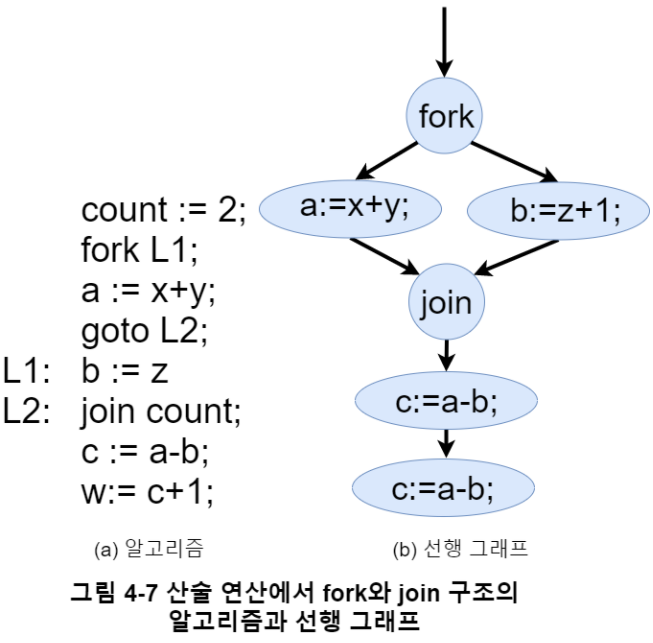 count := 2;
fork L1;
a := x+y;
goto L2;
L1: b := z
L2: join count;
c := a-b;
w:= c+1;
(a) 알고리즘
fork
a:=x+y;
b:=z+1;
join
c:=a-b;
c:=a-b;
(b) 선행 그래프
그림 4-7 산술 연산에서 fork와 join 구조의
알고리즘과 선행 그래프